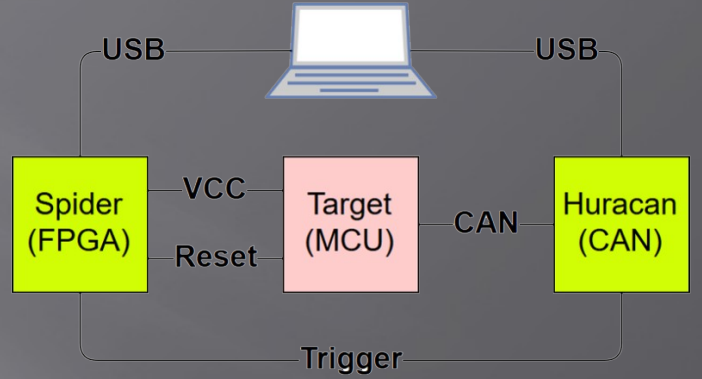 USB
USB
Spider
(FPGA)
VCC
Reset
Target
(MCU)
CAN
Huracan
(CAN)
Trigger